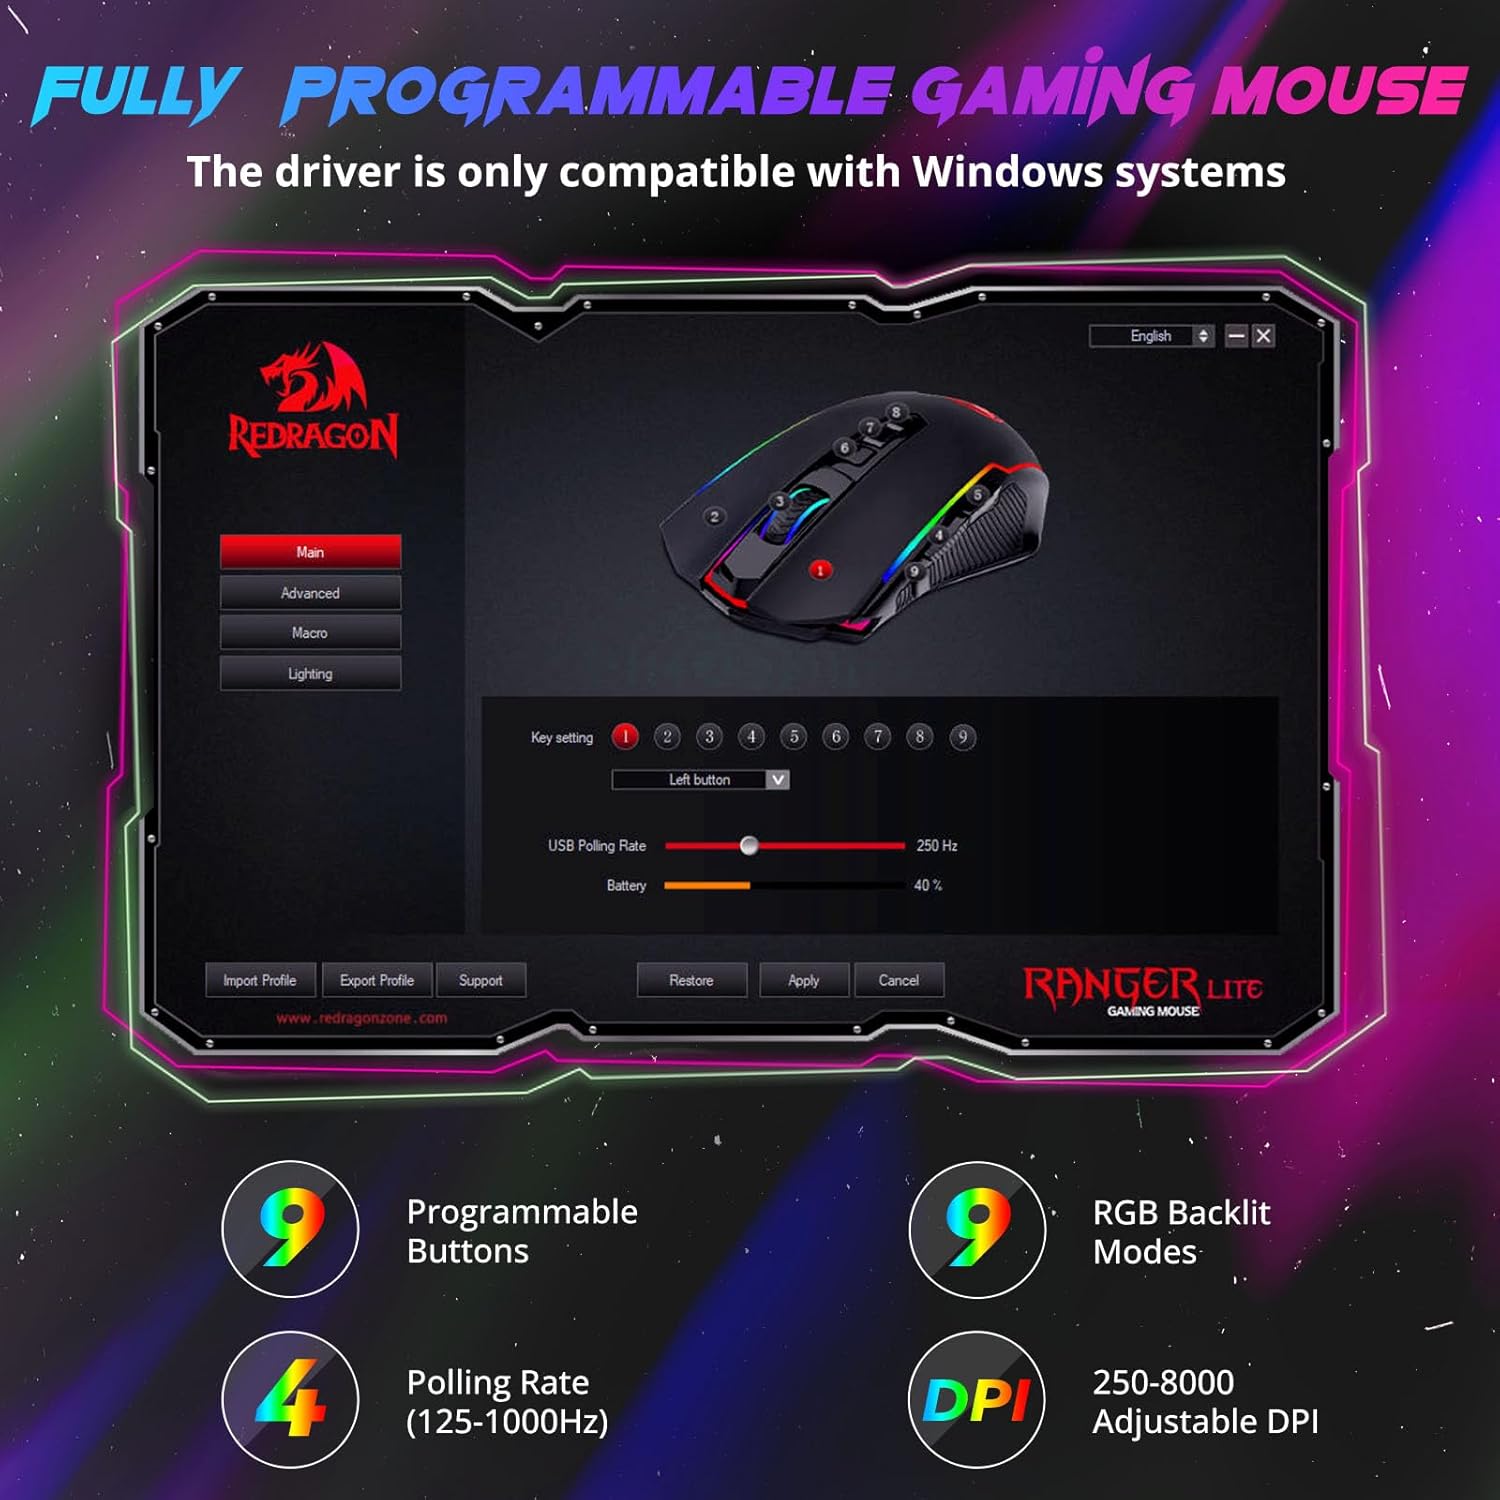 FULLY PROGRAMMABLE GAMING MOUSE
The driver is only compatible with Windows systems
English
REDRAGON
8
7
6
5
3
2
4
1
9
Main
Advanced
Macro
Lighting
Key setting 1 2 3 4 5 6 7 8 9
Left button
USB Polling Rate 250 Hz
Battery 40 %
Import Profile Export Profile Support Restore Apply Cancel
RANGER LITE
GAMING MOUSE
www.redragonzone.com
9 Programmable
Buttons
9 RGB Backlit
Modes
4 Polling Rate
(125-1000Hz)
DPI 250-8000
Adjustable DPI